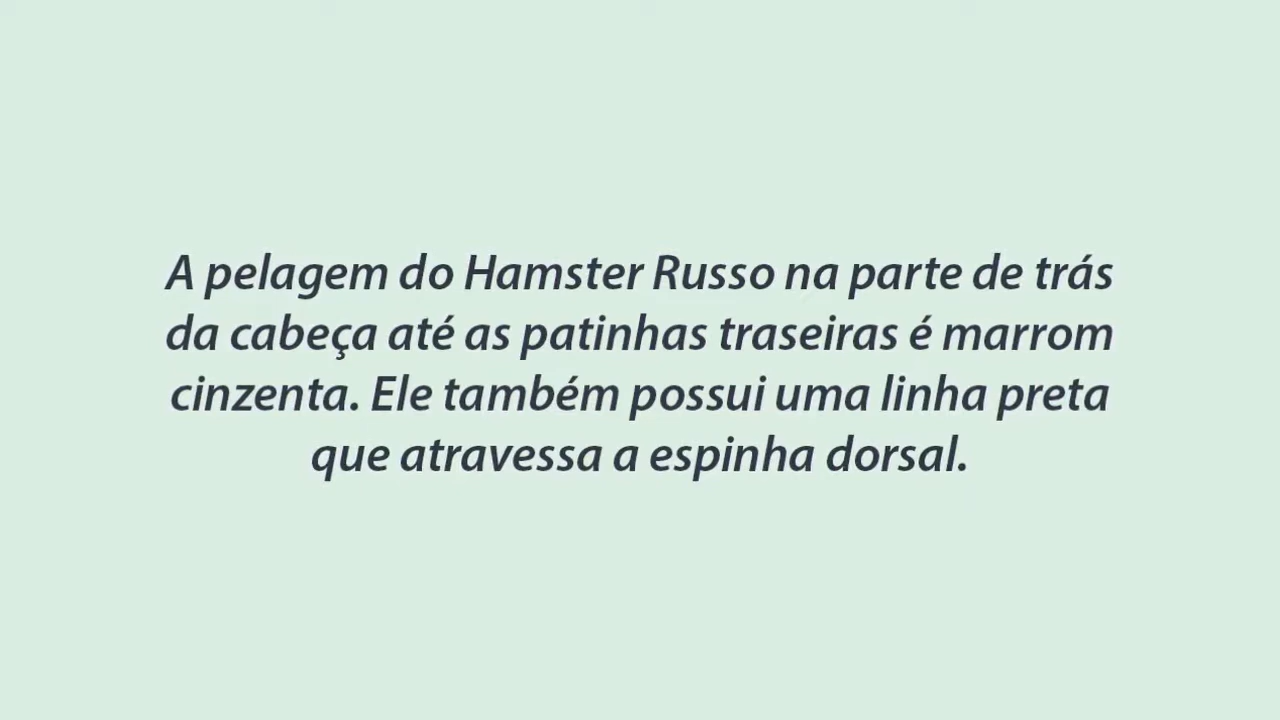 A pelagem do Hamster Russo na parte de trás
da cabeça até as patinhas traseiras é marrom
cinzenta. Ele também possui uma linha preta
que atravessa a espinha dorsal.